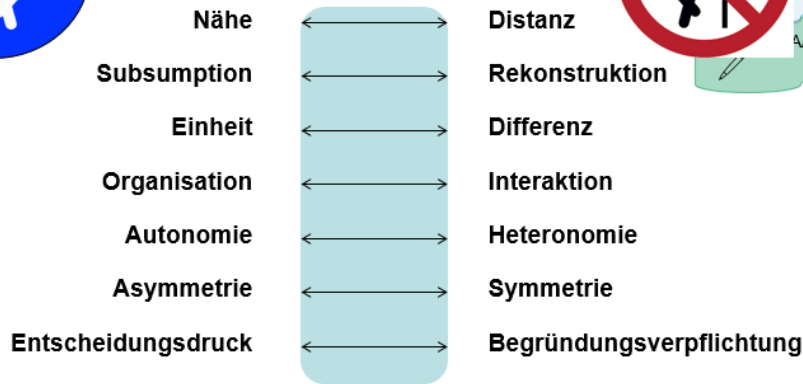 Nähe Distanz
Subsumption Rekonstruktion
Einheit Differenz
Organisation Interaktion
Autonomie Heteronomie
Asymmetrie Symmetrie
Entscheidungsdruck Begründungsverpflichtung